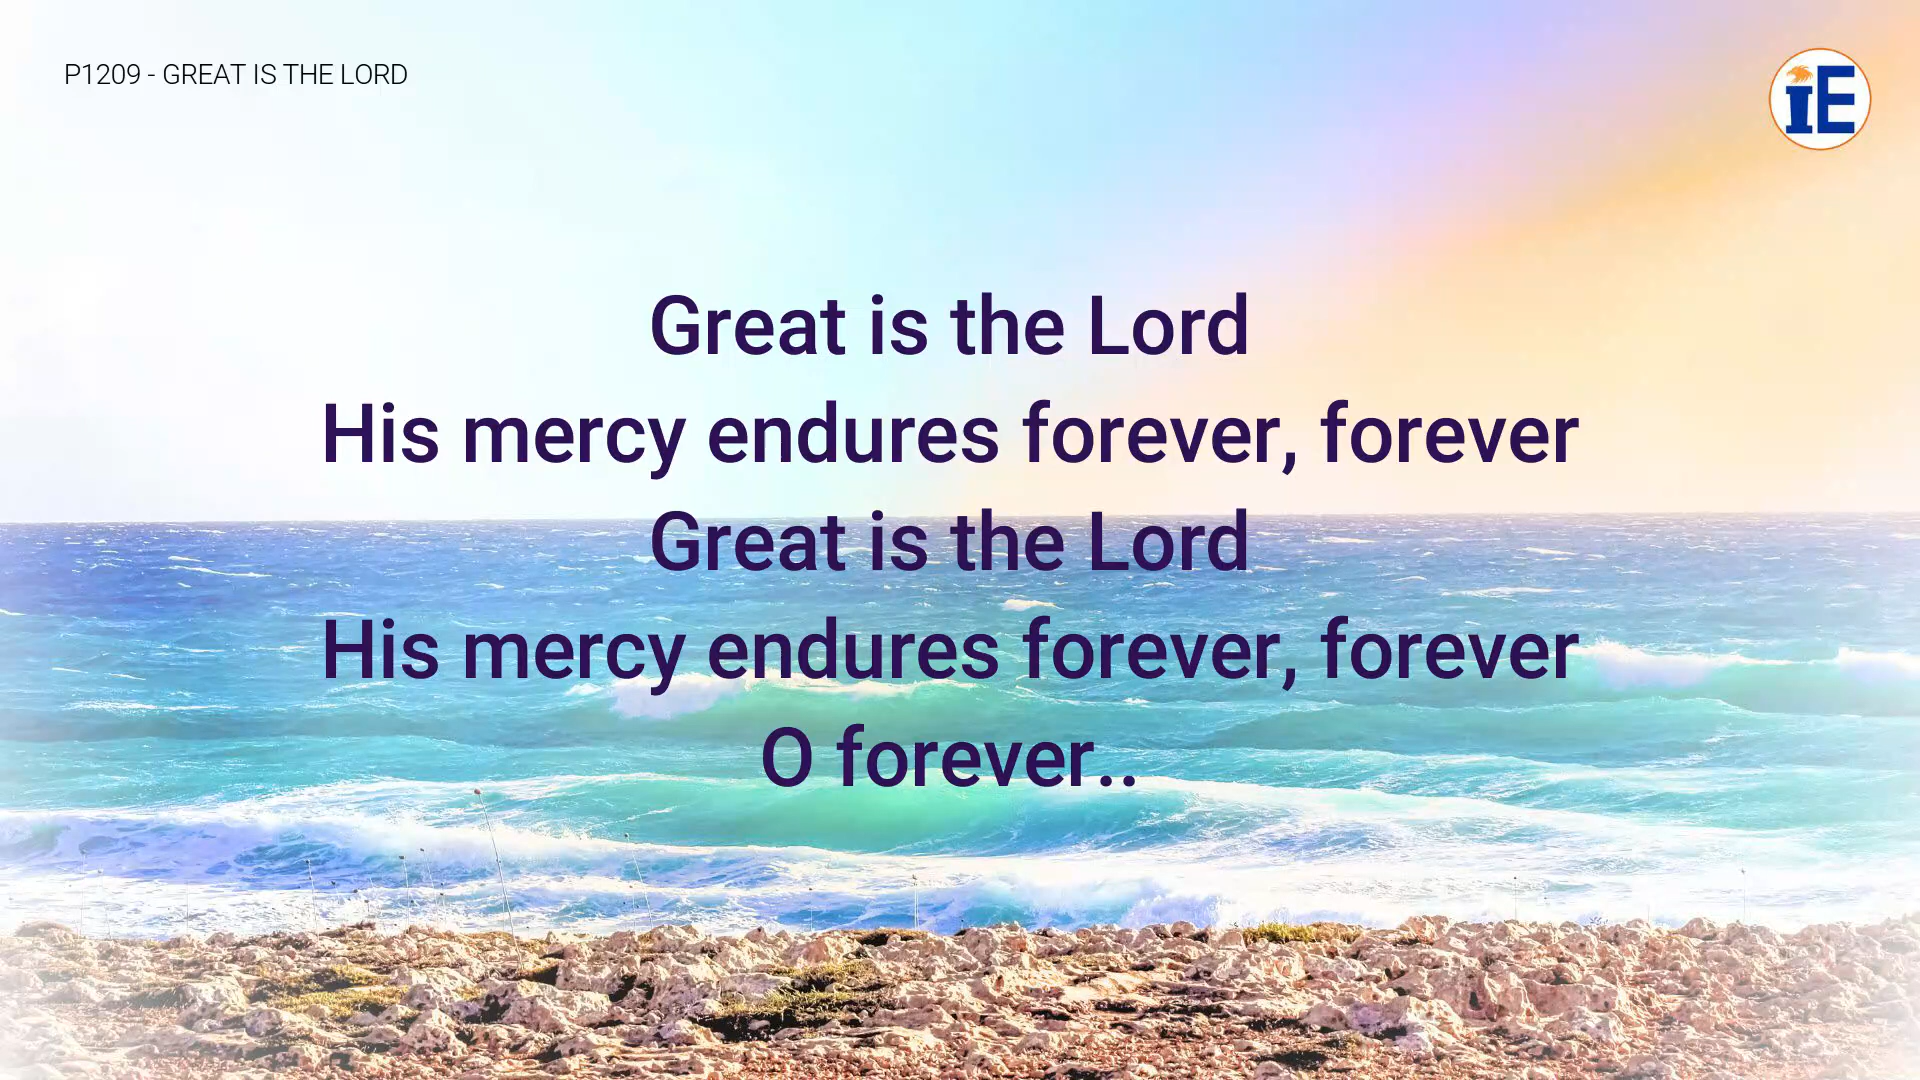 P1209 - GREAT IS THE LORD
iE
Great is the Lord
His mercy endures forever, forever
Great is the Lord
His mercy endures forever, forever
O forever..